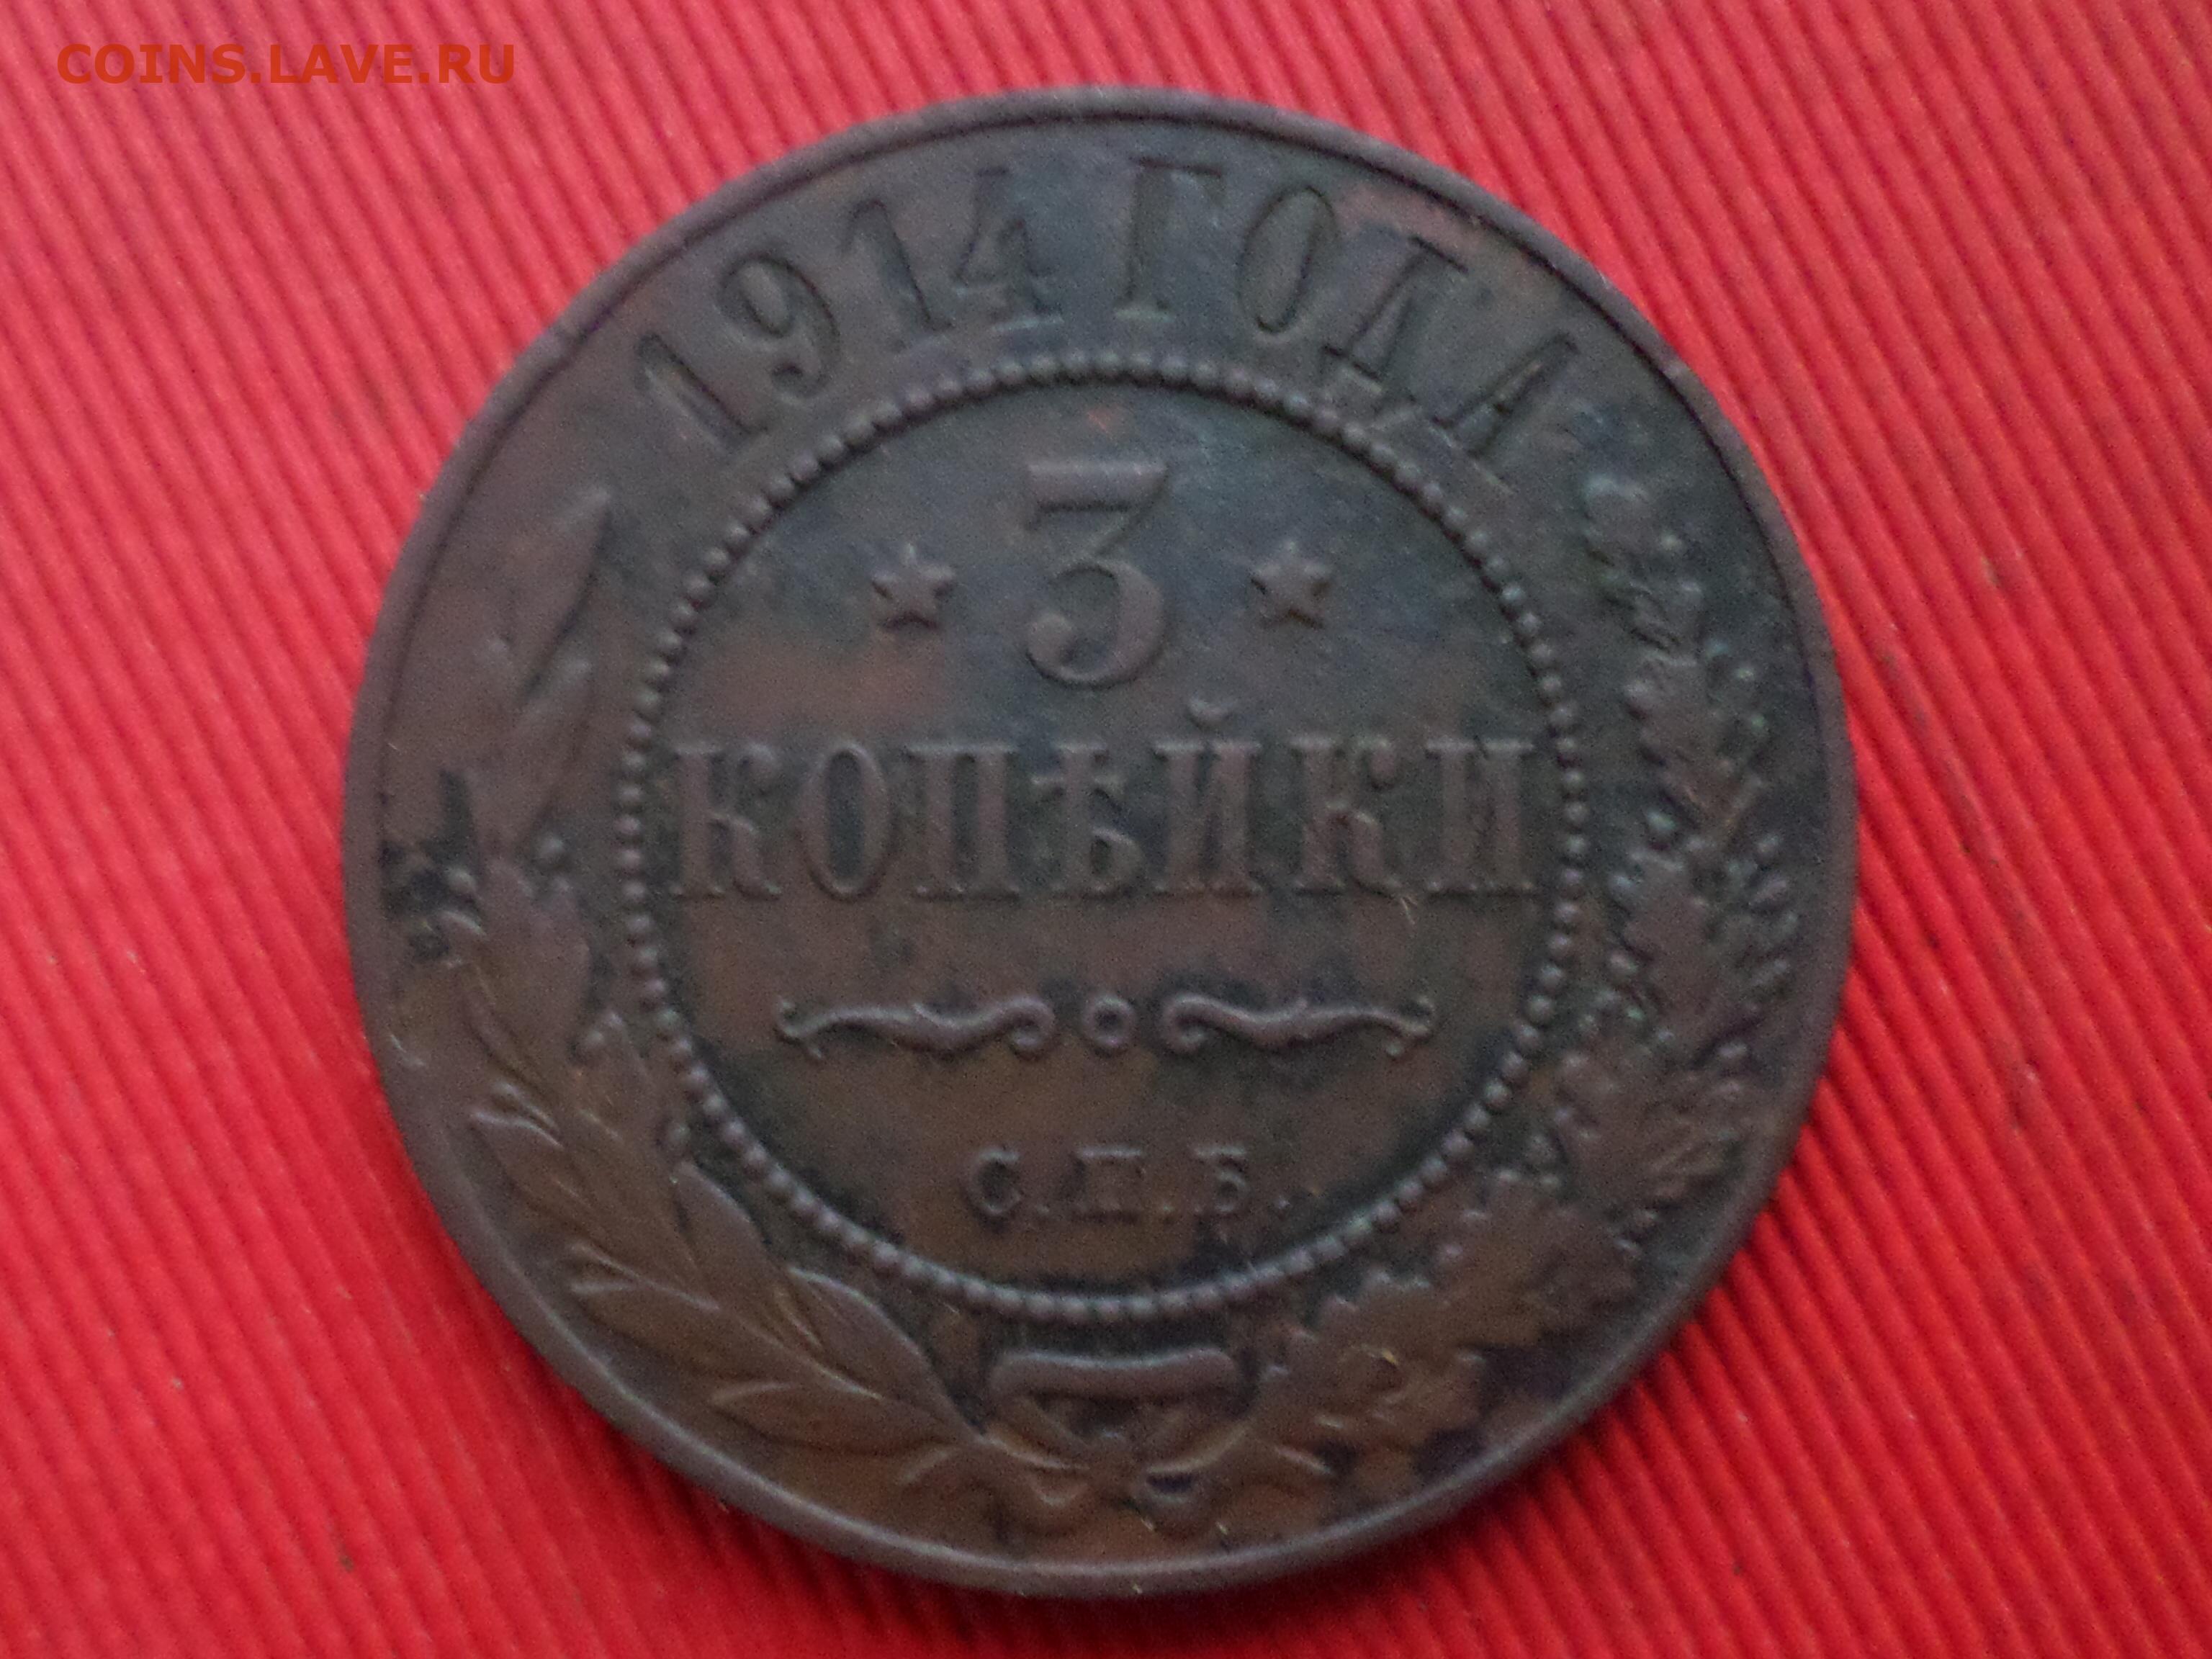 COINS.LAVE.RU
1914 ГОДА
3
КОПѢЙКИ
С.П.Б.